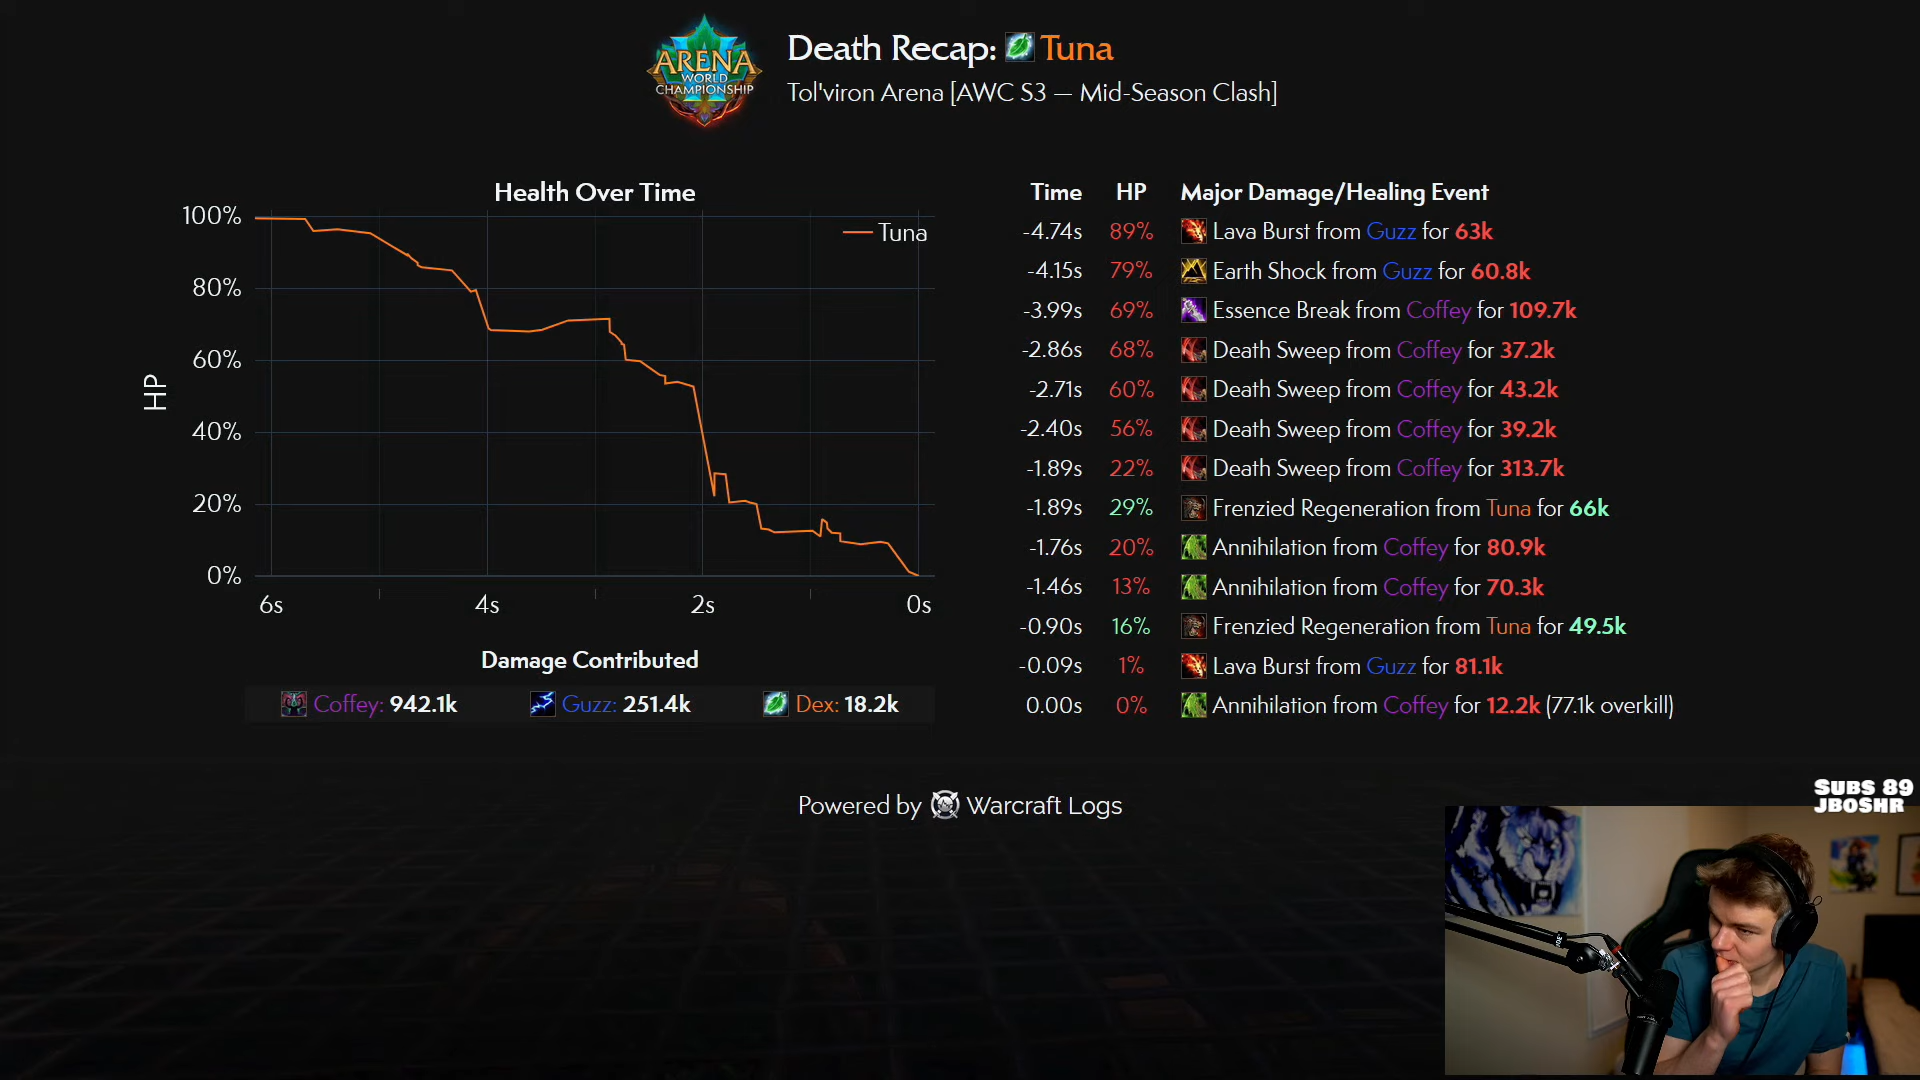 ARENA
WORLD
CHAMPIONSHIP
Death Recap: Tuna
Tol'viron Arena [AWC S3 — Mid-Season Clash]
Health Over Time
100%
80%
60%
40%
20%
0%
HP
Tuna
6s 4s 2s 0s
Damage Contributed
Coffey: 942.1k Guzz: 251.4k Dex: 18.2k
Time HP Major Damage/Healing Event
-4.74s 89% Lava Burst from Guzz for 63k
-4.15s 79% Earth Shock from Guzz for 60.8k
-3.99s 69% Essence Break from Coffey for 109.7k
-2.86s 68% Death Sweep from Coffey for 37.2k
-2.71s 60% Death Sweep from Coffey for 43.2k
-2.40s 56% Death Sweep from Coffey for 39.2k
-1.89s 22% Death Sweep from Coffey for 313.7k
-1.89s 29% Frenzied Regeneration from Tuna for 66k
-1.76s 20% Annihilation from Coffey for 80.9k
-1.46s 13% Annihilation from Coffey for 70.3k
-0.90s 16% Frenzied Regeneration from Tuna for 49.5k
-0.09s 1% Lava Burst from Guzz for 81.1k
0.00s 0% Annihilation from Coffey for 12.2k (77.1k overkill)
Powered by Warcraft Logs
SUBS 89
JBOSHR